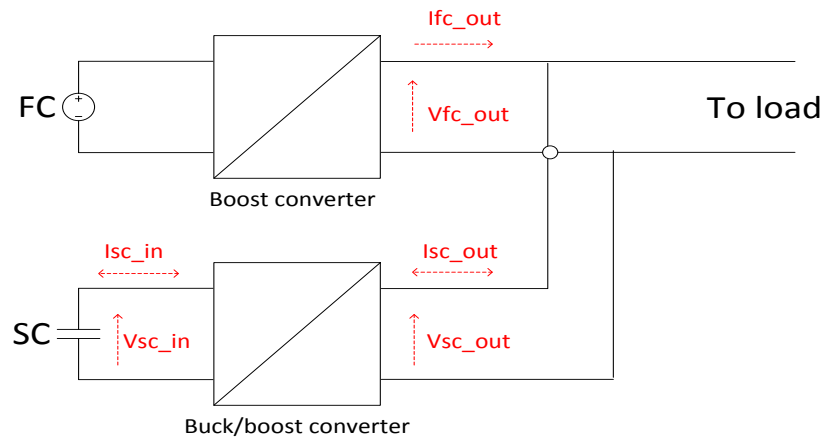 Ifc_out
FC
+
−
Vfc_out
To load
Boost converter
Isc_in
Isc_out
SC
Vsc_in
Vsc_out
Buck/boost converter